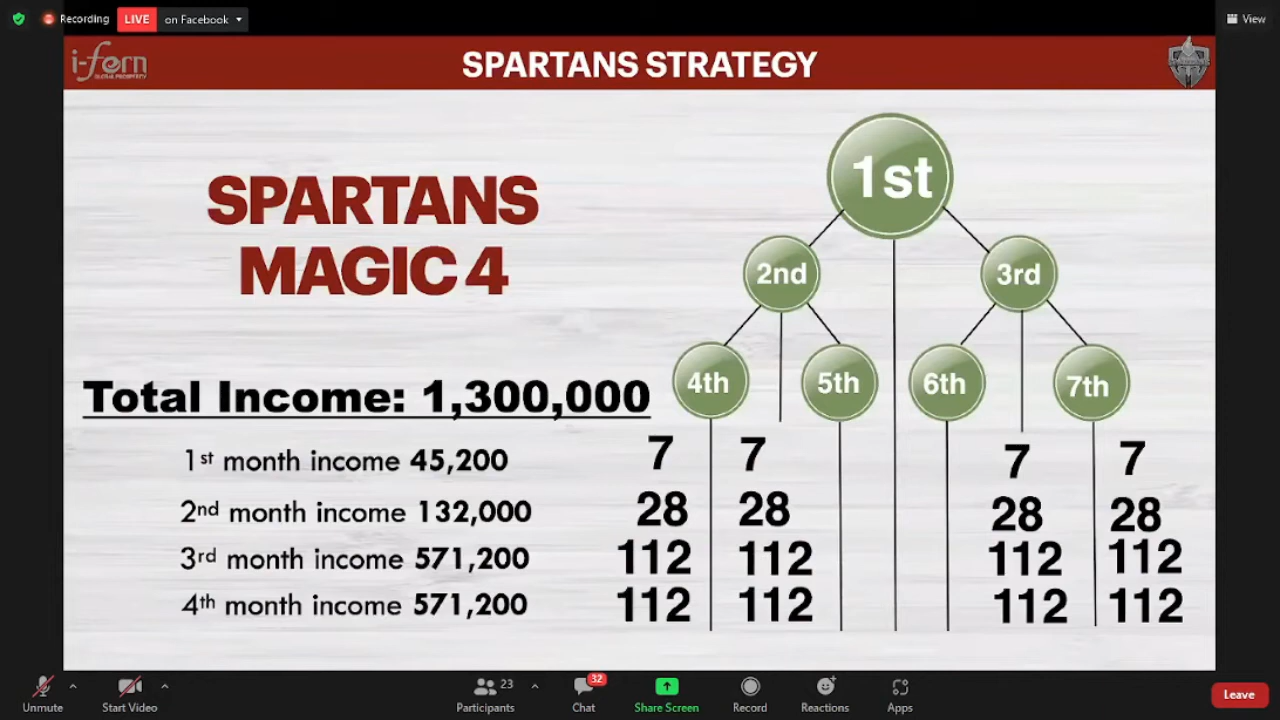 Recording
LIVE
on Facebook
View
i-fern
GLOBAL PROSPERITY
SPARTANS STRATEGY
SPARTANS
MAGIC 4
1st
2nd
3rd
4th
5th
6th
7th
Total Income: 1,300,000
1st month income 45,200
7 7 7 7
2nd month income 132,000
28 28 28 28
3rd month income 571,200
112 112 112 112
4th month income 571,200
112 112 112 112
Unmute
Start Video
23
Participants
32
Chat
Share Screen
Record
Reactions
Apps
Leave